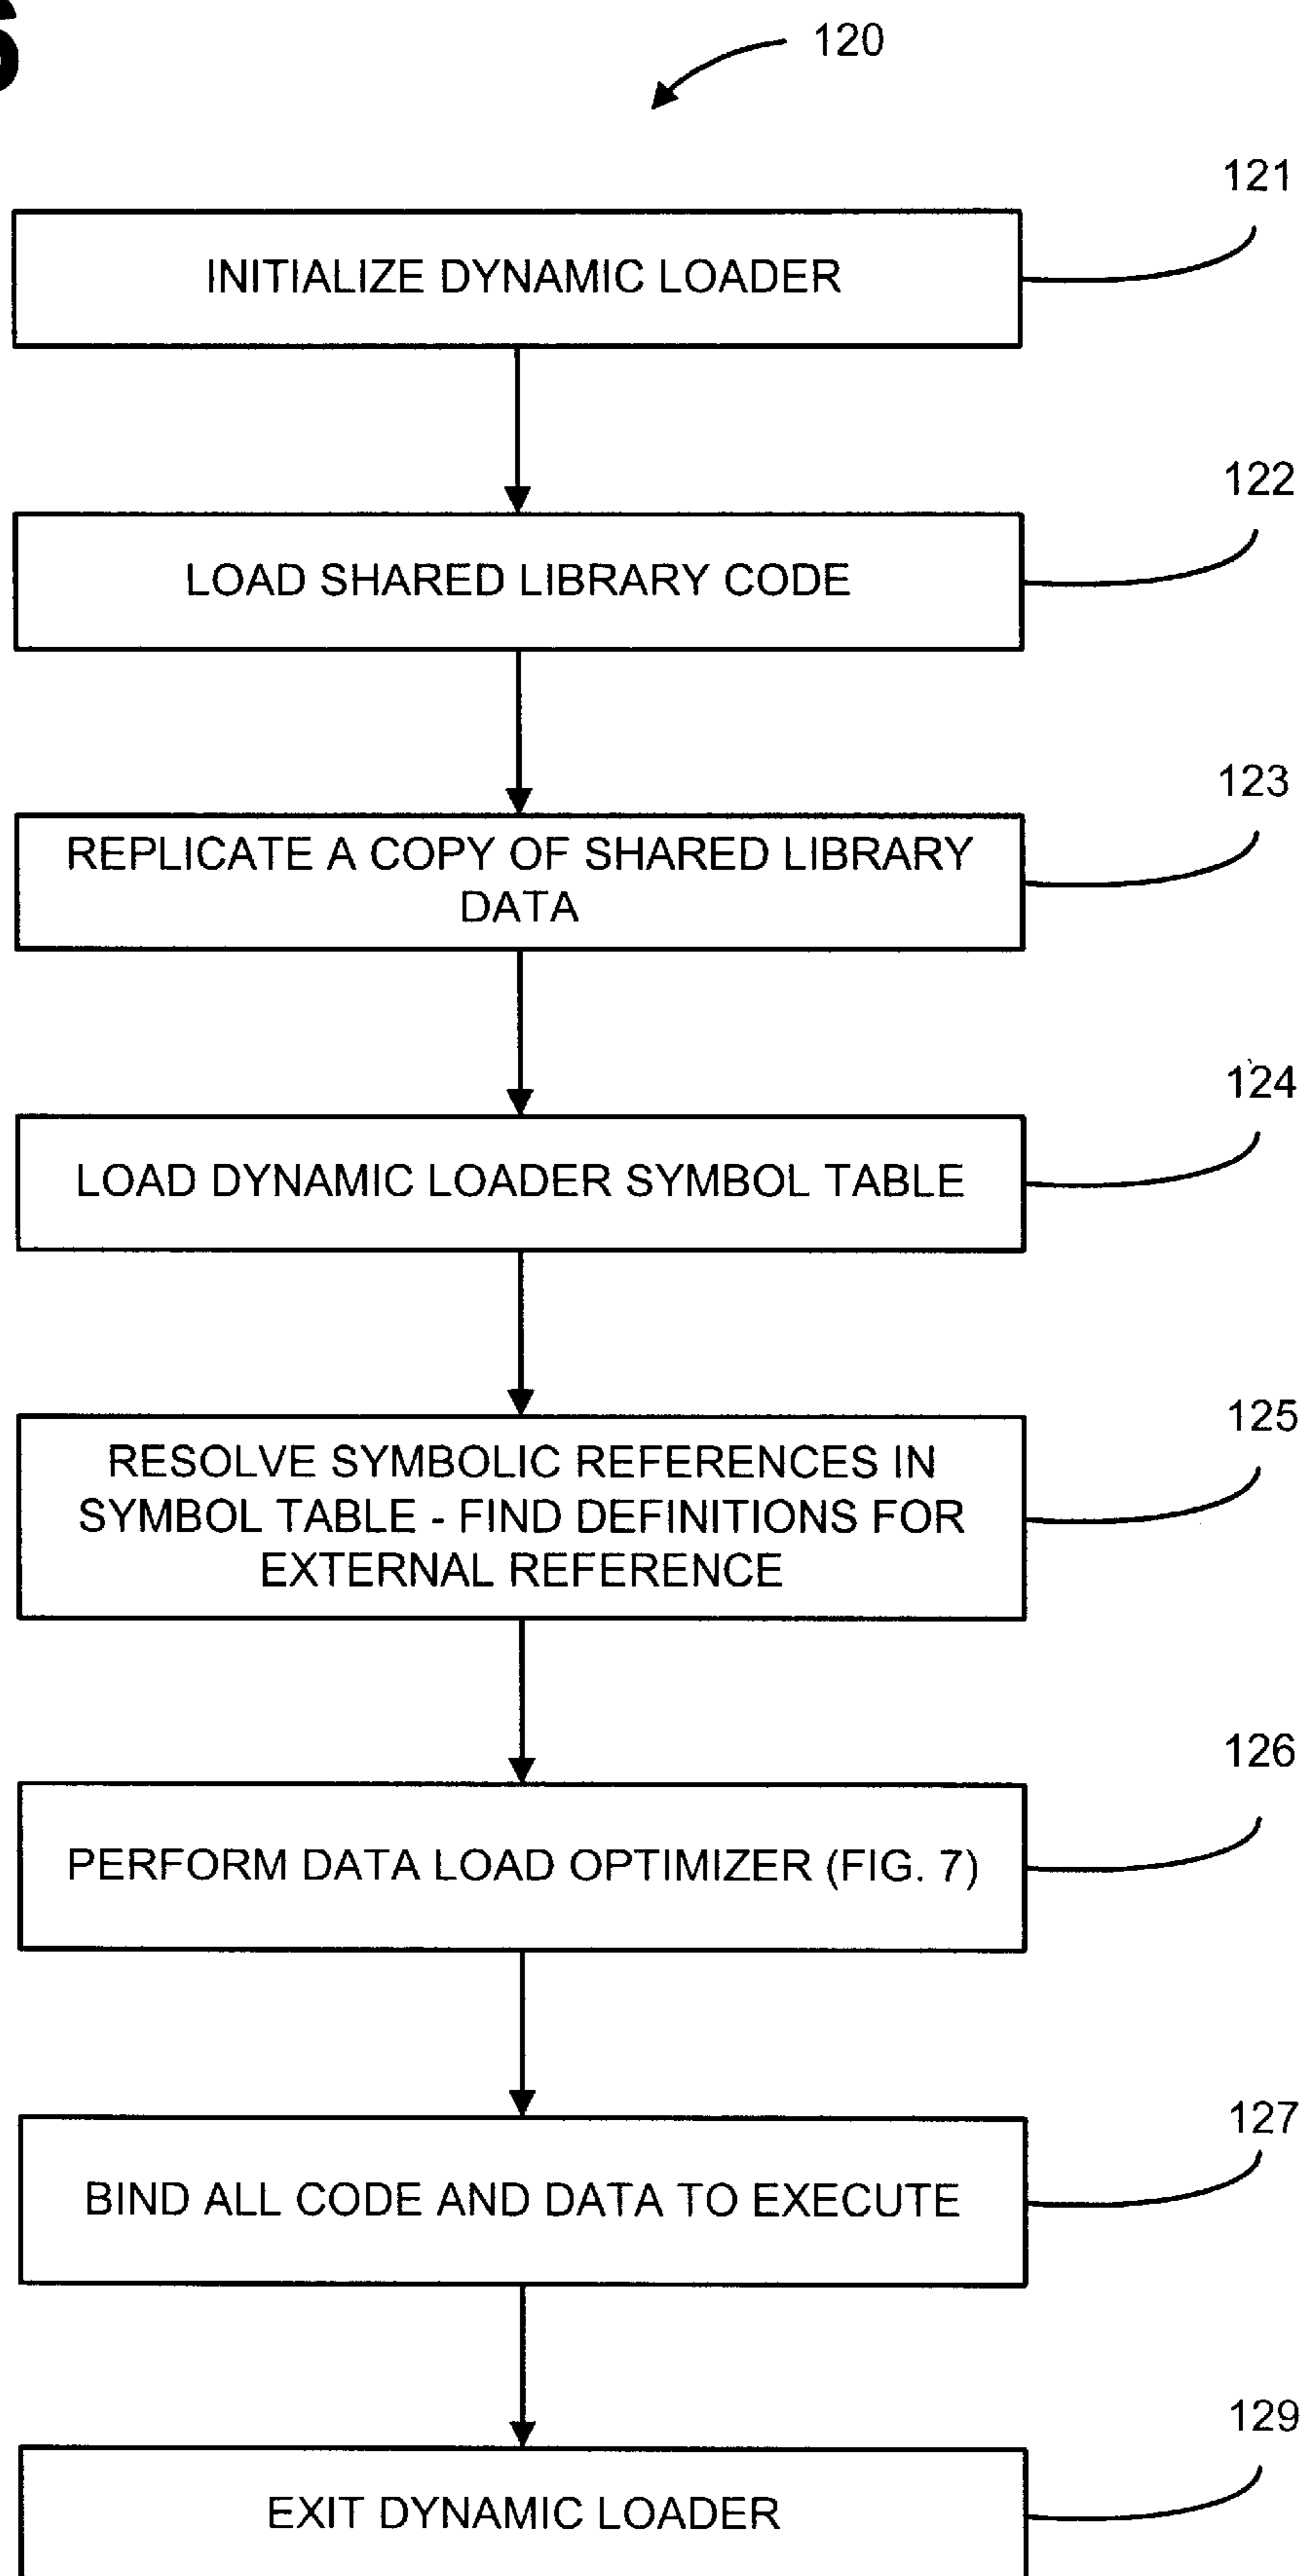 120
121
INITIALIZE DYNAMIC LOADER
122
LOAD SHARED LIBRARY CODE
123
REPLICATE A COPY OF SHARED LIBRARY
DATA
124
LOAD DYNAMIC LOADER SYMBOL TABLE
125
RESOLVE SYMBOLIC REFERENCES IN
SYMBOL TABLE - FIND DEFINITIONS FOR
EXTERNAL REFERENCE
126
PERFORM DATA LOAD OPTIMIZER (FIG. 7)
127
BIND ALL CODE AND DATA TO EXECUTE
129
EXIT DYNAMIC LOADER